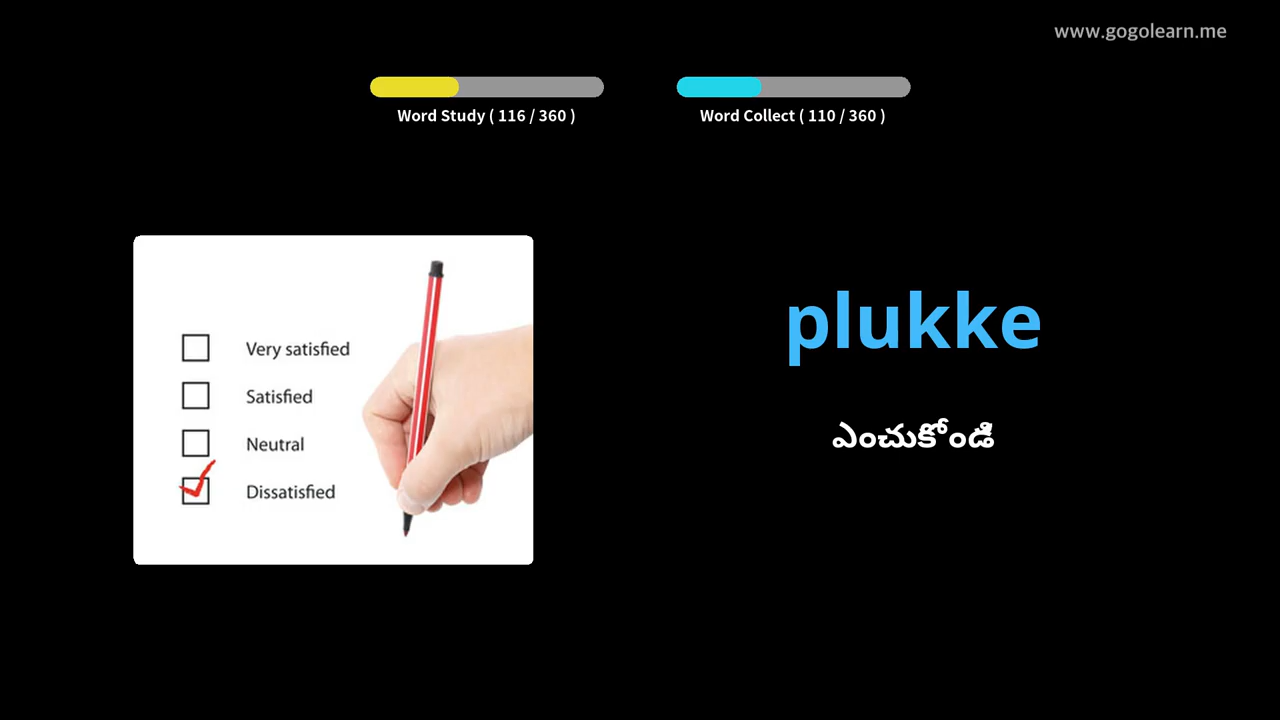 www.gogolearn.me
Word Study ( 116 / 360 )
Word Collect ( 110 / 360 )
Very satisfied
Satisfied
Neutral
Dissatisfied
plukke
ఎంచుకోండి